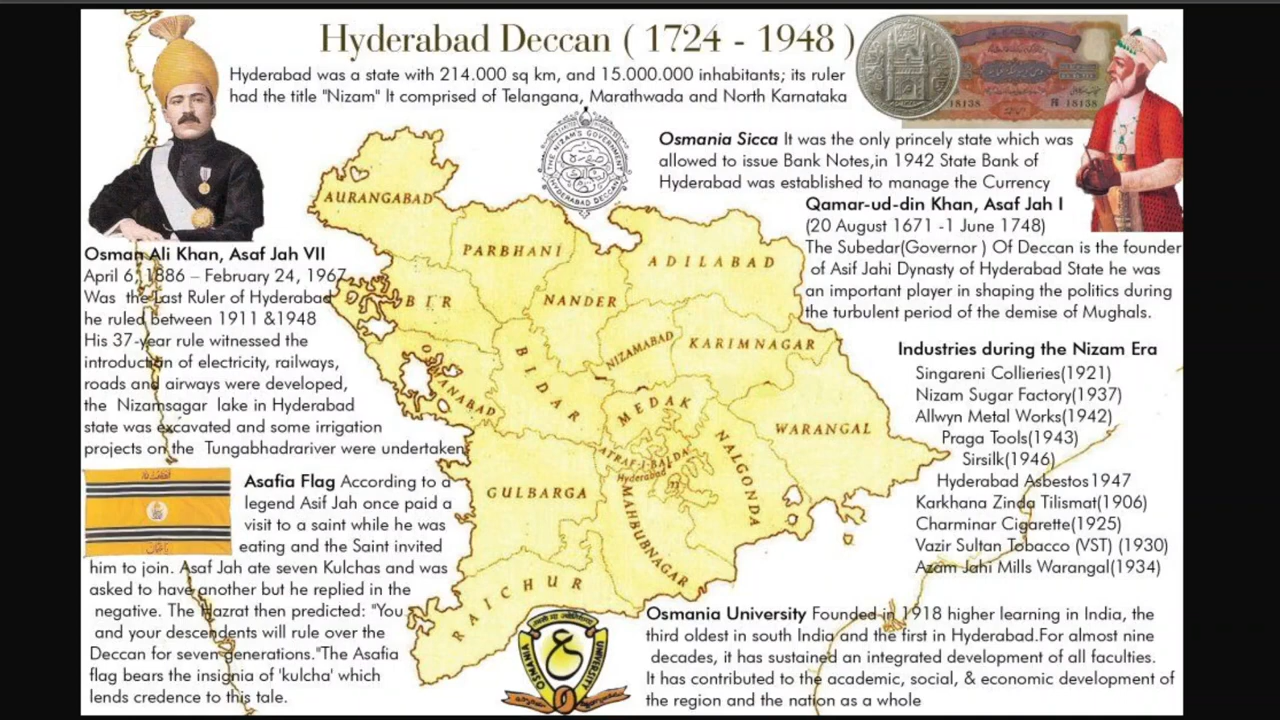 Hyderabad Deccan ( 1724 - 1948 )
Hyderabad was a state with 214.000 sq km, and 15.000.000 inhabitants; its ruler
had the title "Nizam" It comprised of Telangana, Marathwada and North Karnataka
18138
18138
THE NIZAM'S GOVERNMENT
HYDERABAD DECCAN
Osmania Sicca It was the only princely state which was
allowed to issue Bank Notes,in 1942 State Bank of
Hyderabad was established to manage the Currency
Qamar-ud-din Khan, Asaf Jah I
(20 August 1671 -1 June 1748)
The Subedar(Governor ) Of Deccan is the founder
of Asif Jahi Dynasty of Hyderabad State he was
an important player in shaping the politics during
the turbulent period of the demise of Mughals.
Osman Ali Khan, Asaf Jah VII
April 6, 1886 – February 24, 1967
Was the Last Ruler of Hyderabad
he ruled between 1911 &1948
His 37-year rule witnessed the
introduction of electricity, railways,
roads and airways were developed,
the Nizamsagar lake in Hyderabad
state was excavated and some irrigation
projects on the Tungabhadrariver were undertaken
AURANGABAD
PARBHANI
ADILABAD
BIR
NANDER
NIZAMABAD
KARIMNAGAR
OSMANABAD
BIDAR
MEDAK
WARANGAL
ATRAF-I-BALDA
Hyderabad
NALGONDA
GULBARGA
MAHBUBNAGAR
RAICHUR
Industries during the Nizam Era
Singareni Collieries(1921)
Nizam Sugar Factory(1937)
Allwyn Metal Works(1942)
Praga Tools(1943)
Sirsilk(1946)
Hyderabad Asbestos1947
Karkhana Zinda Tilismat(1906)
Charminar Cigarette(1925)
Vazir Sultan Tobacco (VST) (1930)
Azam Jahi Mills Warangal(1934)
Asafia Flag According to a
legend Asif Jah once paid a
visit to a saint while he was
eating and the Saint invited
him to join. Asaf Jah ate seven Kulchas and was
asked to have another but he replied in the
negative. The Hazrat then predicted: "You
and your descendents will rule over the
Deccan for seven generations."The Asafia
flag bears the insignia of 'kulcha' which
lends credence to this tale.
OSMANIA UNIVERSITY
Osmania University Founded in 1918 higher learning in India, the
third oldest in south India and the first in Hyderabad.For almost nine
decades, it has sustained an integrated development of all faculties.
It has contributed to the academic, social, & economic development of
the region and the nation as a whole